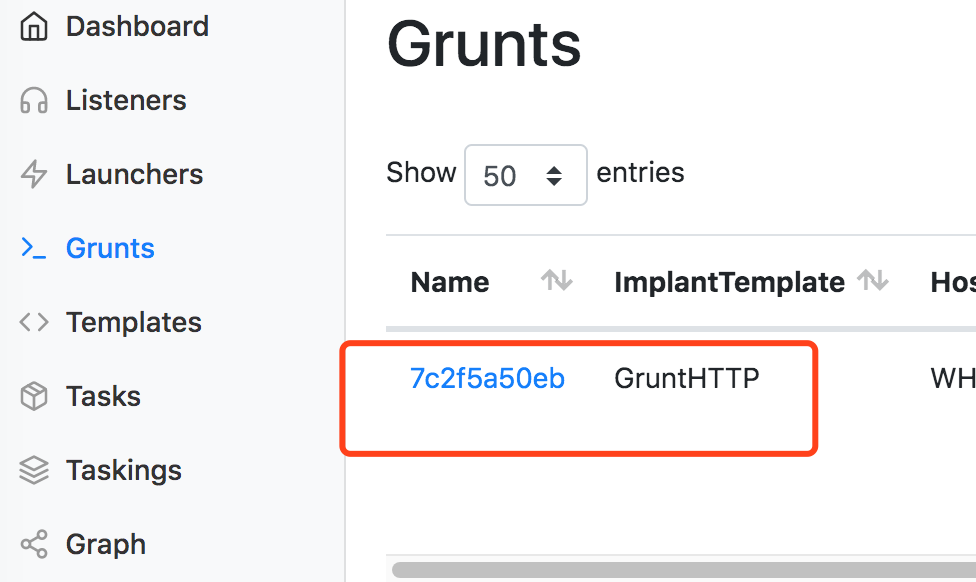 Dashboard
Listeners
Launchers
Grunts
Templates
Tasks
Taskings
Graph
Grunts
Show 50 entries
Name ImplantTemplate Hos
7c2f5a50eb GruntHTTP WH